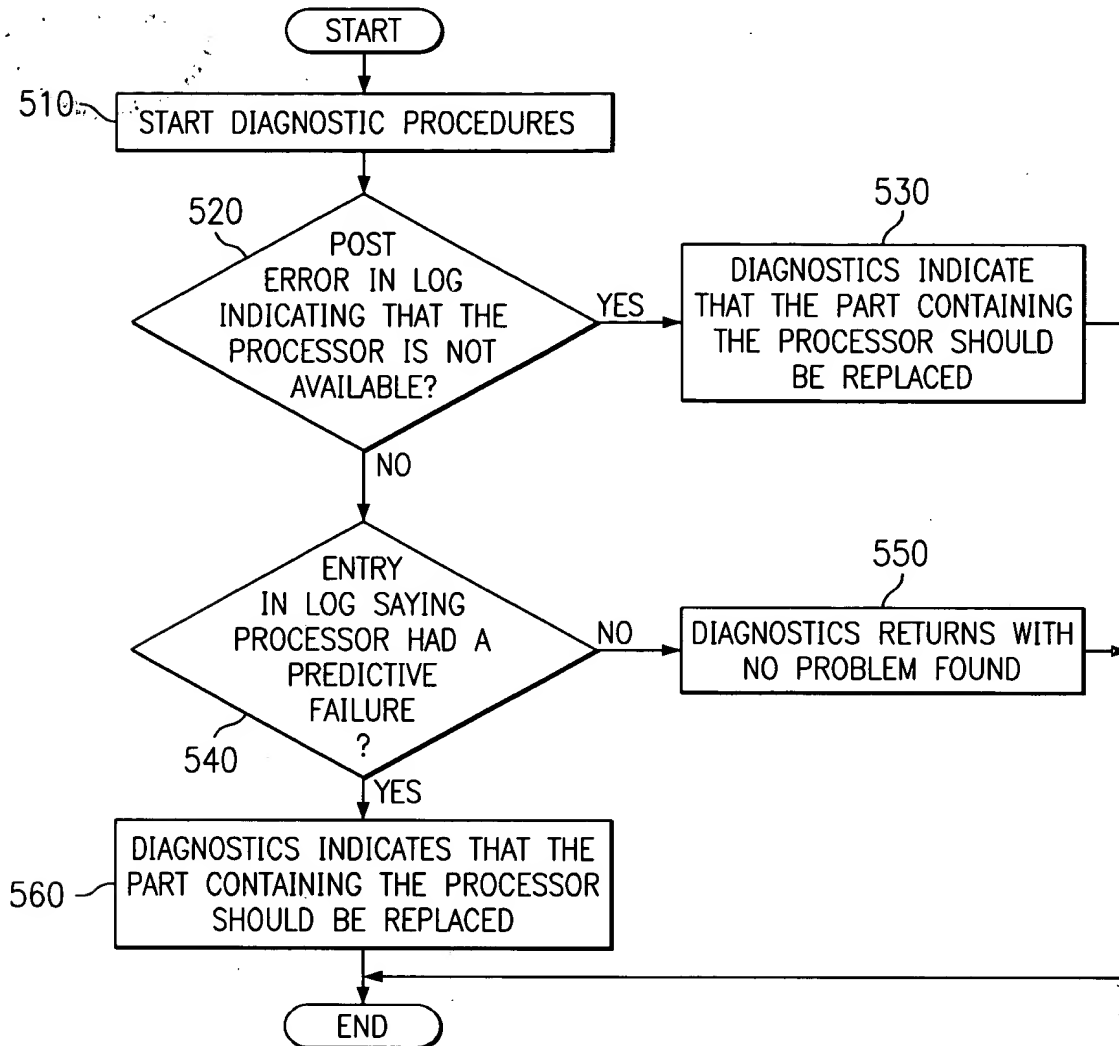 START
510
START DIAGNOSTIC PROCEDURES
520
POST
ERROR IN LOG
INDICATING THAT THE
PROCESSOR IS NOT
AVAILABLE?
YES
530
DIAGNOSTICS INDICATE
THAT THE PART CONTAINING
THE PROCESSOR SHOULD
BE REPLACED
NO
ENTRY
IN LOG SAYING
PROCESSOR HAD A
PREDICTIVE
FAILURE
?
540
NO
550
DIAGNOSTICS RETURNS WITH
NO PROBLEM FOUND
YES
560
DIAGNOSTICS INDICATES THAT THE
PART CONTAINING THE PROCESSOR
SHOULD BE REPLACED
END